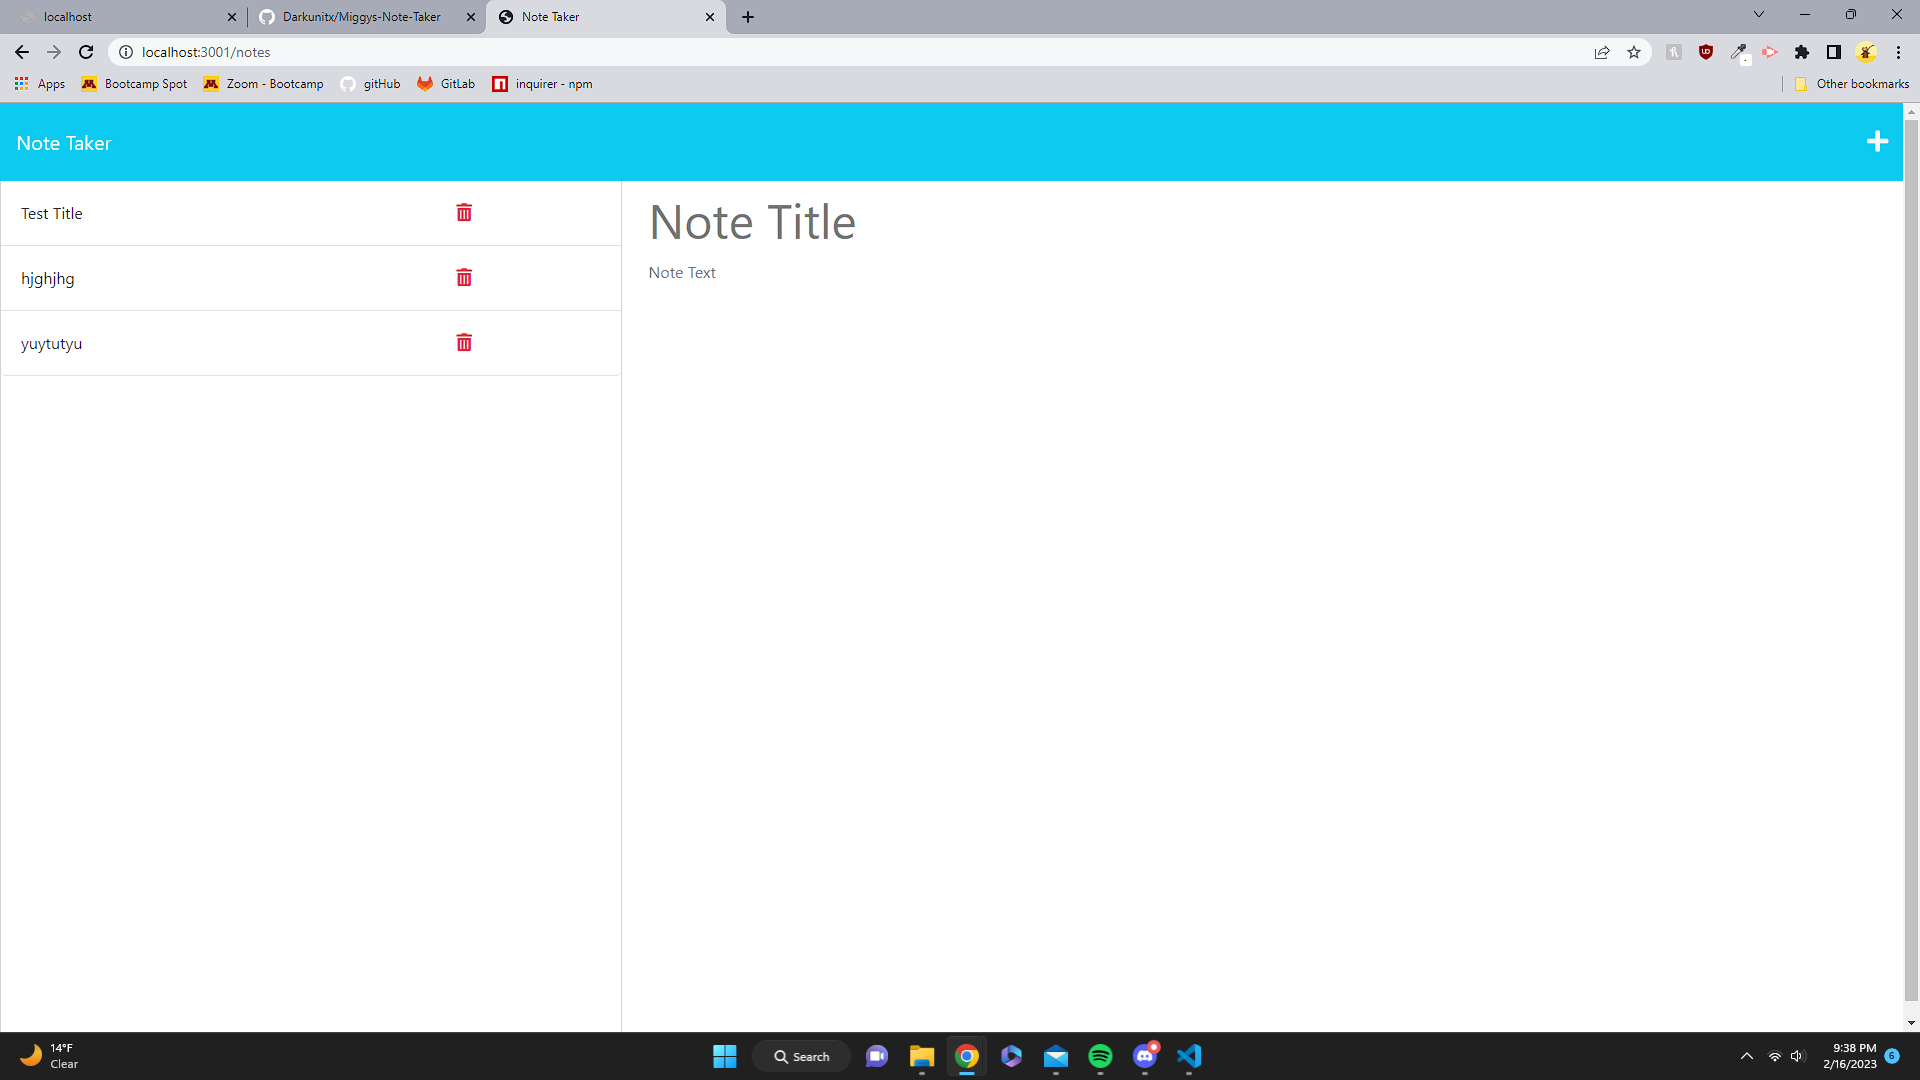 localhost
Darkunitx/Miggys-Note-Taker
Note Taker
localhost:3001/notes
Apps
Bootcamp Spot
Zoom - Bootcamp
gitHub
GitLab
inquirer - npm
Other bookmarks
Note Taker
Test Title
hjghjhg
yuytutyu
Note Title
Note Text
14°F
Clear
Search
9:38 PM
2/16/2023
6